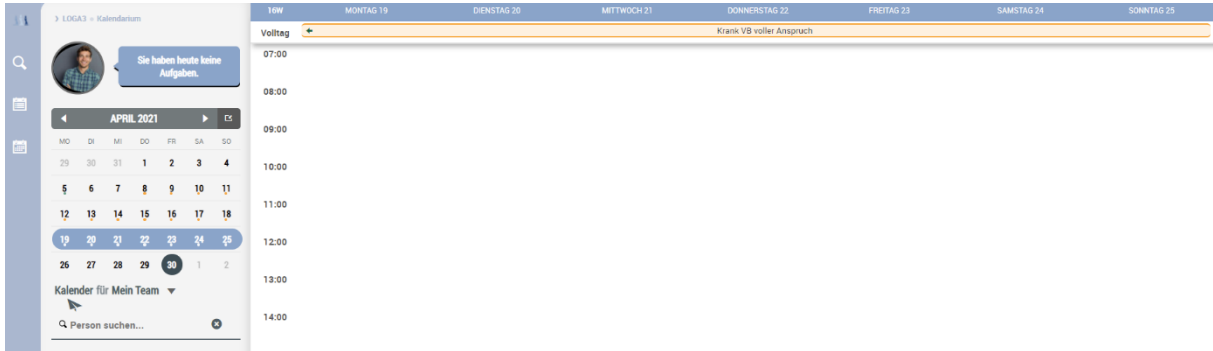 > LOGA3 > Kalendarium
Sie haben heute keine
Aufgaben.
APRIL 2021
MO DI MI DO FR SA SO
29 30 31 1 2 3 4
5 6 7 8 9 10 11
12 13 14 15 16 17 18
19 20 21 22 23 24 25
26 27 28 29 30 1 2
Kalender für Mein Team
Person suchen...
16W MONTAG 19 DIENSTAG 20 MITTWOCH 21 DONNERSTAG 22 FREITAG 23 SAMSTAG 24 SONNTAG 25
Volltag Krank VB voller Anspruch
07:00
08:00
09:00
10:00
11:00
12:00
13:00
14:00